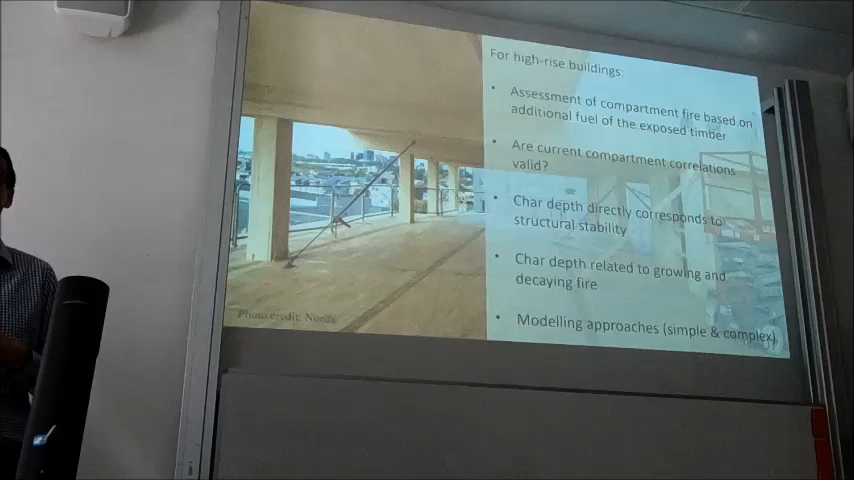 For high-rise buildings:
• Assessment of compartment fire based on
additional fuel of the exposed timber
• Are current compartment correlations
valid?
• Char depth directly corresponds to
structural stability
• Char depth related to growing and
decaying fire
• Modelling approaches (simple & complex)
Photo credit: